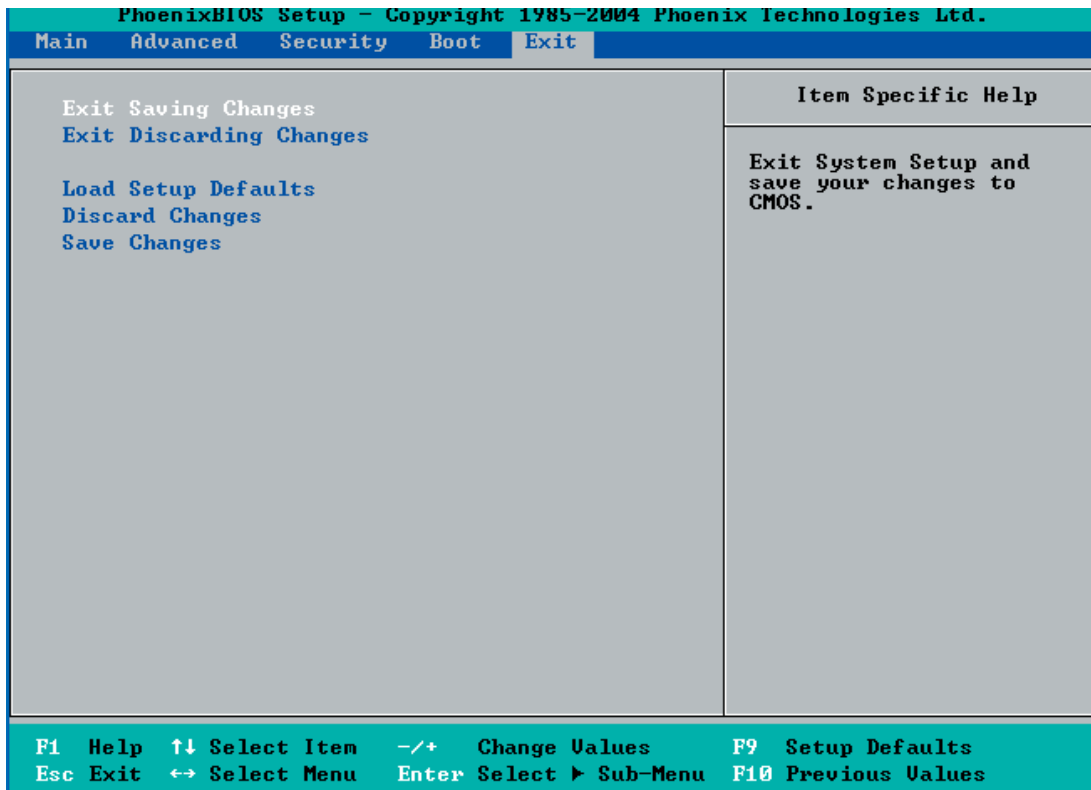 PhoenixBIOS Setup - Copyright 1985-2004 Phoenix Technologies Ltd.
Main Advanced Security Boot Exit
Exit Saving Changes
Exit Discarding Changes
Load Setup Defaults
Discard Changes
Save Changes
Item Specific Help
Exit System Setup and
save your changes to
CMOS.
F1 Help ↑↓ Select Item -/+ Change Values F9 Setup Defaults
Esc Exit ↔ Select Menu Enter Select ▶ Sub-Menu F10 Previous Values